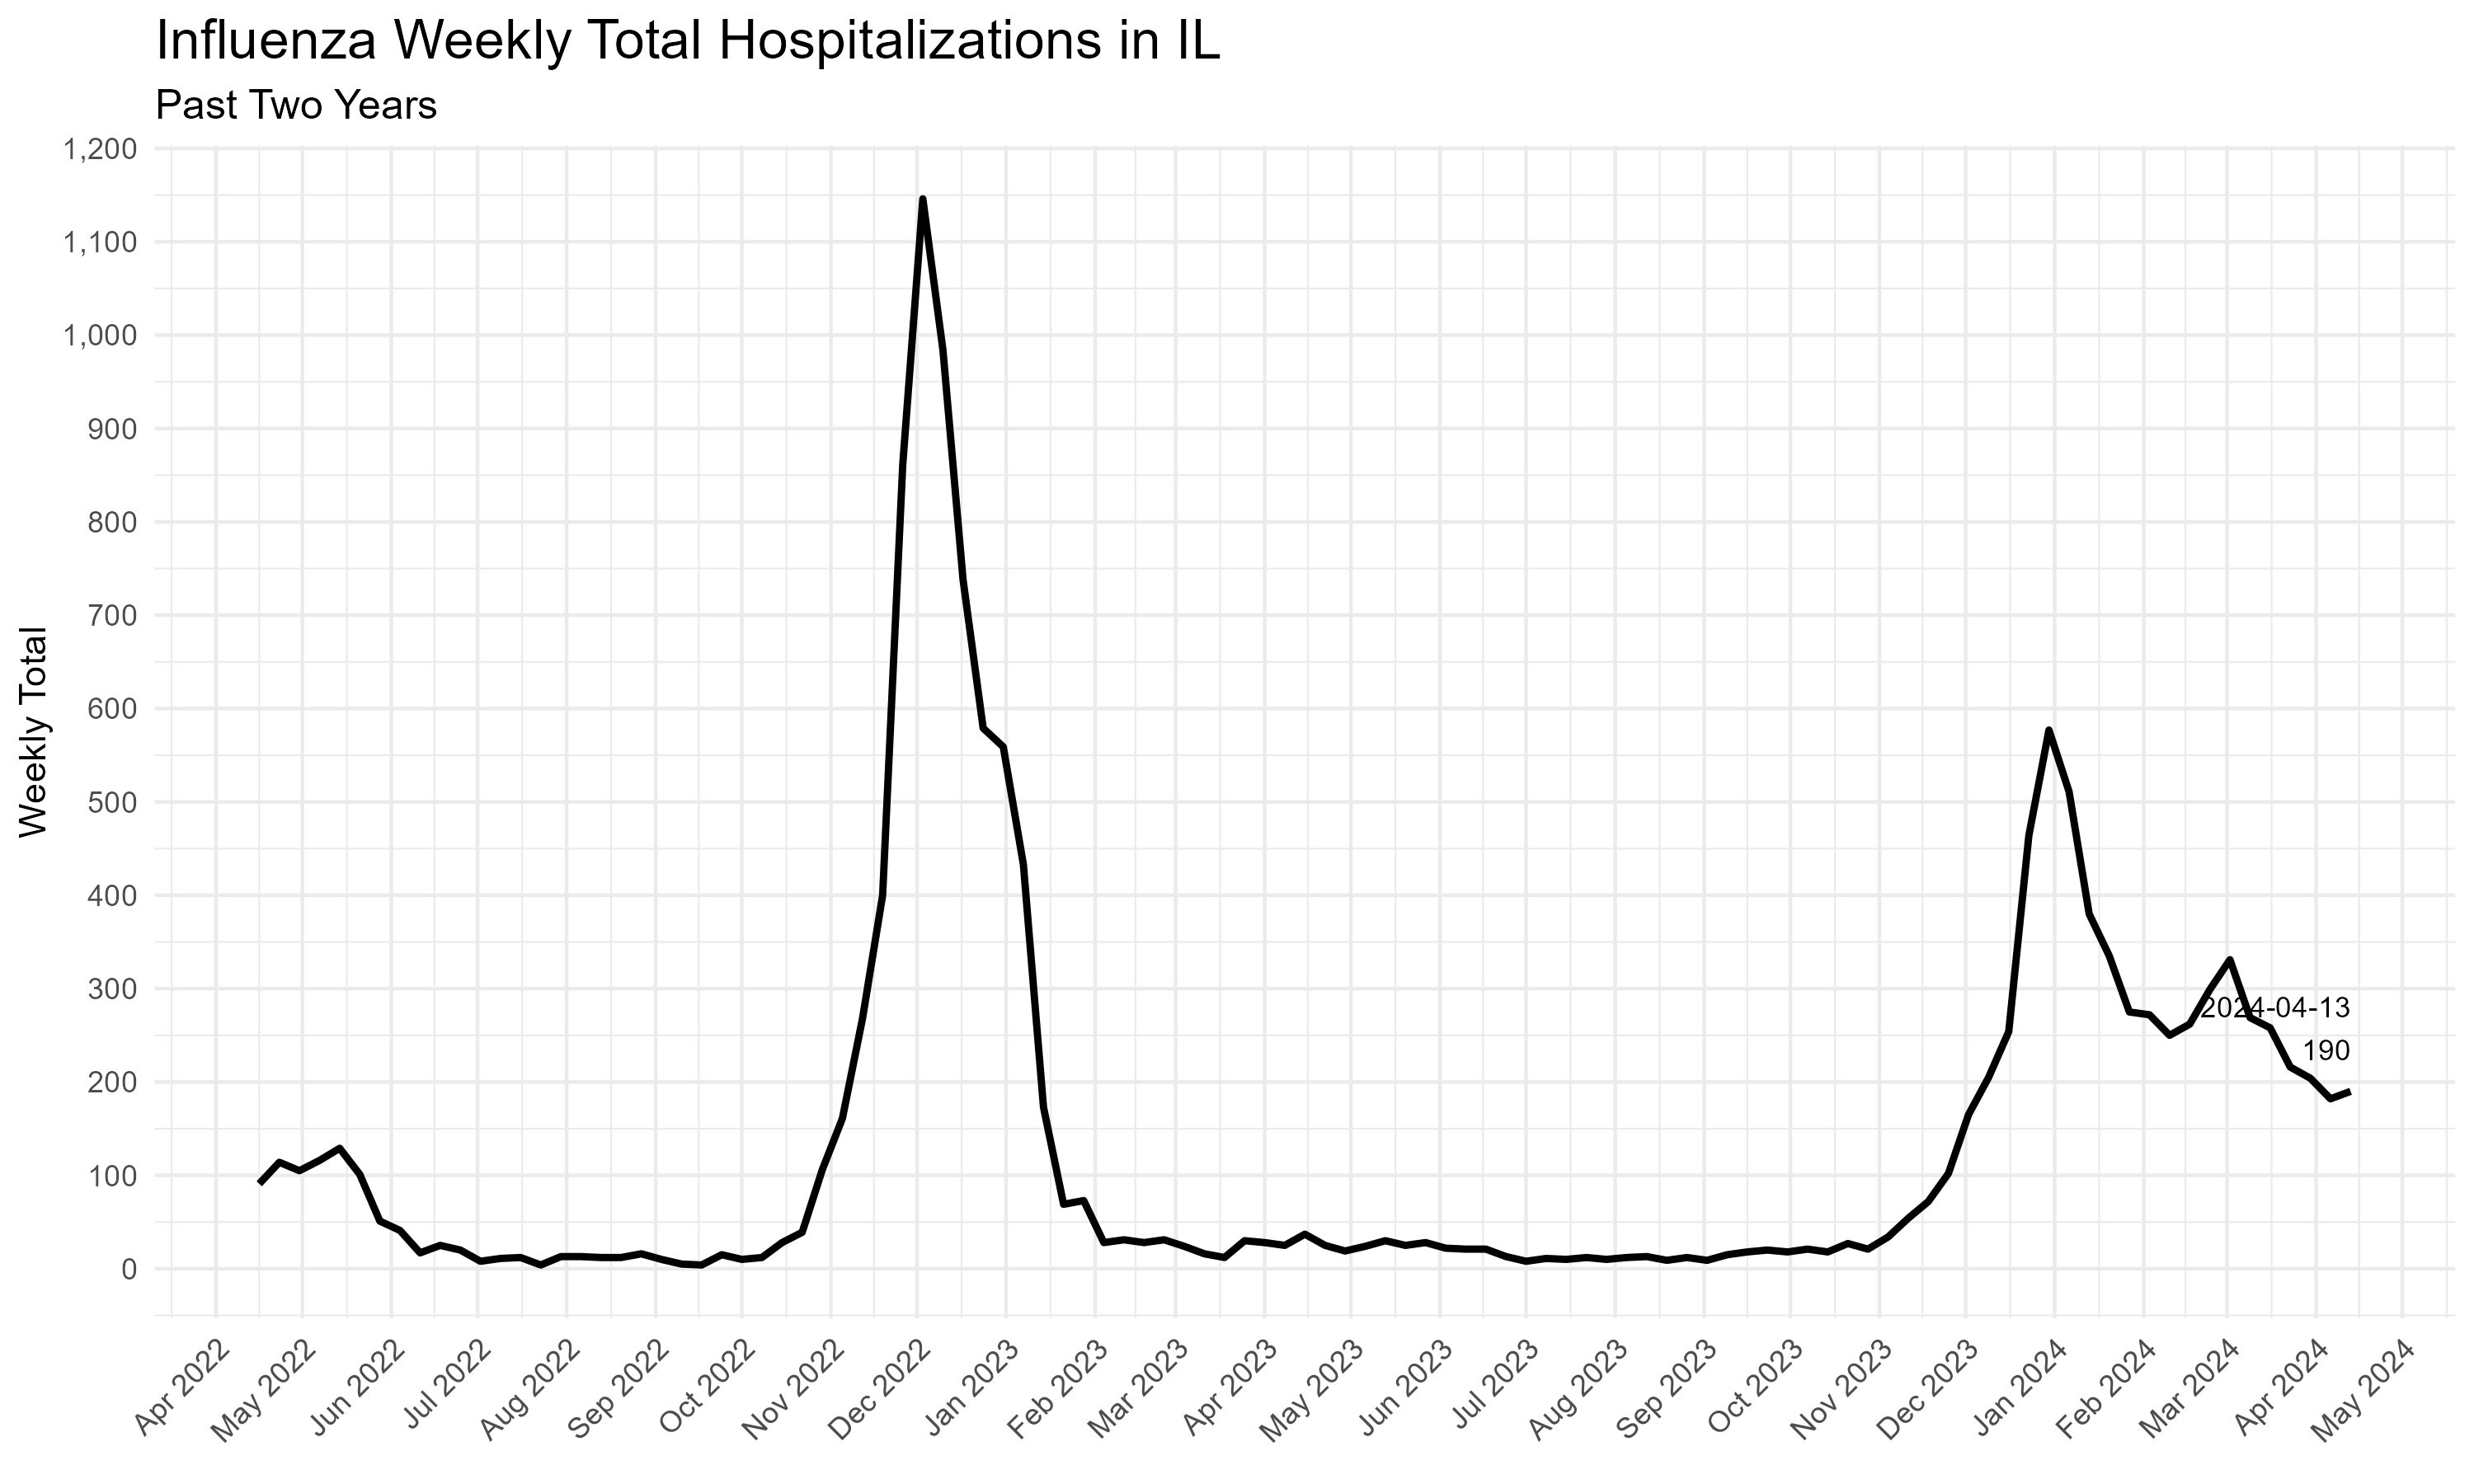 Influenza Weekly Total Hospitalizations in IL
Past Two Years
1,200
1,100
1,000
900
800
700
600
500
400
300
200
100
0
Weekly Total
2024-04-13
190
Apr 2022
May 2022
Jun 2022
Jul 2022
Aug 2022
Sep 2022
Oct 2022
Nov 2022
Dec 2022
Jan 2023
Feb 2023
Mar 2023
Apr 2023
May 2023
Jun 2023
Jul 2023
Aug 2023
Sep 2023
Oct 2023
Nov 2023
Dec 2023
Jan 2024
Feb 2024
Mar 2024
Apr 2024
May 2024